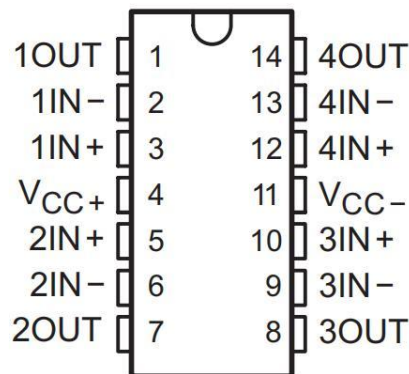 1OUT 1 14 4OUT
1IN− 2 13 4IN−
1IN+ 3 12 4IN+
VCC+ 4 11 VCC−
2IN+ 5 10 3IN+
2IN− 6 9 3IN−
2OUT 7 8 3OUT